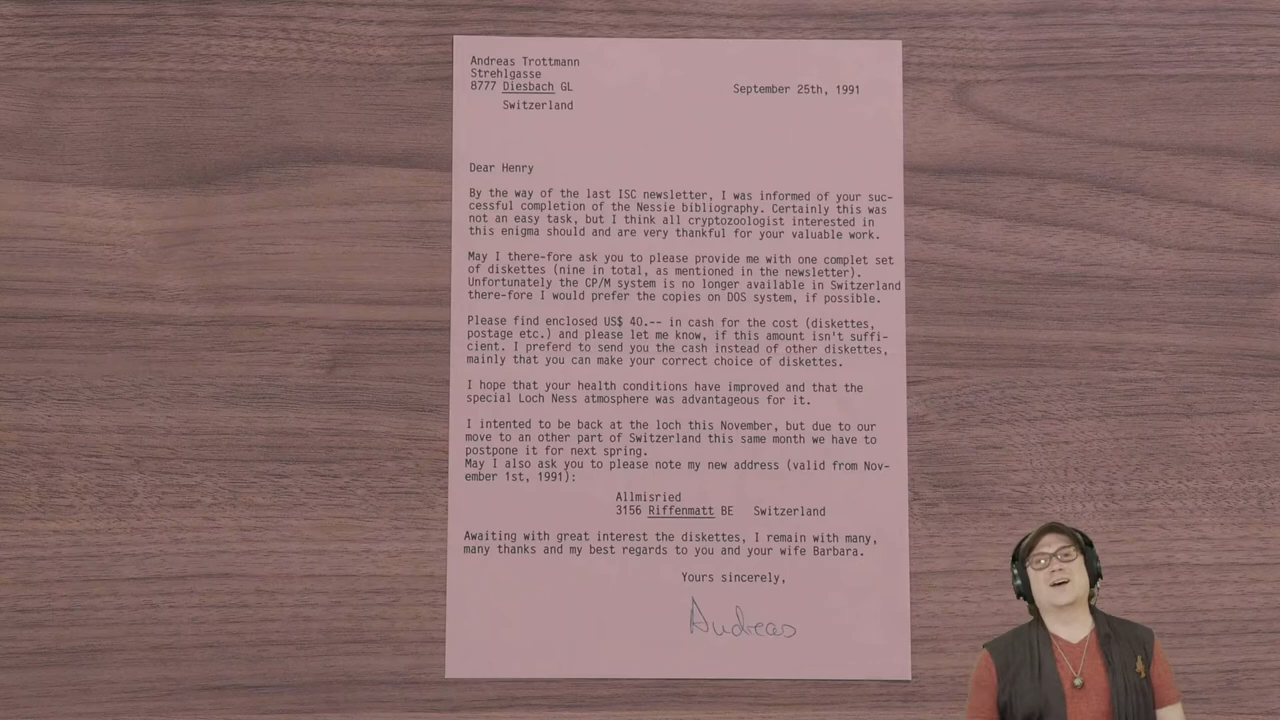 Andreas Trottmann
Strehlgasse
8777 Diesbach GL
September 25th, 1991
Switzerland
Dear Henry
By the way of the last ISC newsletter, I was informed of your suc-
cessful completion of the Nessie bibliography. Certainly this was
not an easy task, but I think all cryptozoologist interested in
this enigma should and are very thankful for your valuable work.
May I there-fore ask you to please provide me with one complet set
of diskettes (nine in total, as mentioned in the newsletter).
Unfortunately the CP/M system is no longer available in Switzerland
there-fore I would prefer the copies on DOS system, if possible.
Please find enclosed US$ 40.-- in cash for the cost (diskettes,
postage etc.) and please let me know, if this amount isn't suffi-
cient. I preferd to send you the cash instead of other diskettes,
mainly that you can make your correct choice of diskettes.
I hope that your health conditions have improved and that the
special Loch Ness atmosphere was advantageous for it.
I intented to be back at the loch this November, but due to our
move to an other part of Switzerland this same month we have to
postpone it for next spring.
May I also ask you to please note my new address (valid from Nov-
ember 1st, 1991):
Allmisried
3156 Riffenmatt BE Switzerland
Awaiting with great interest the diskettes, I remain with many,
many thanks and my best regards to you and your wife Barbara.
Yours sincerely,
Andreas